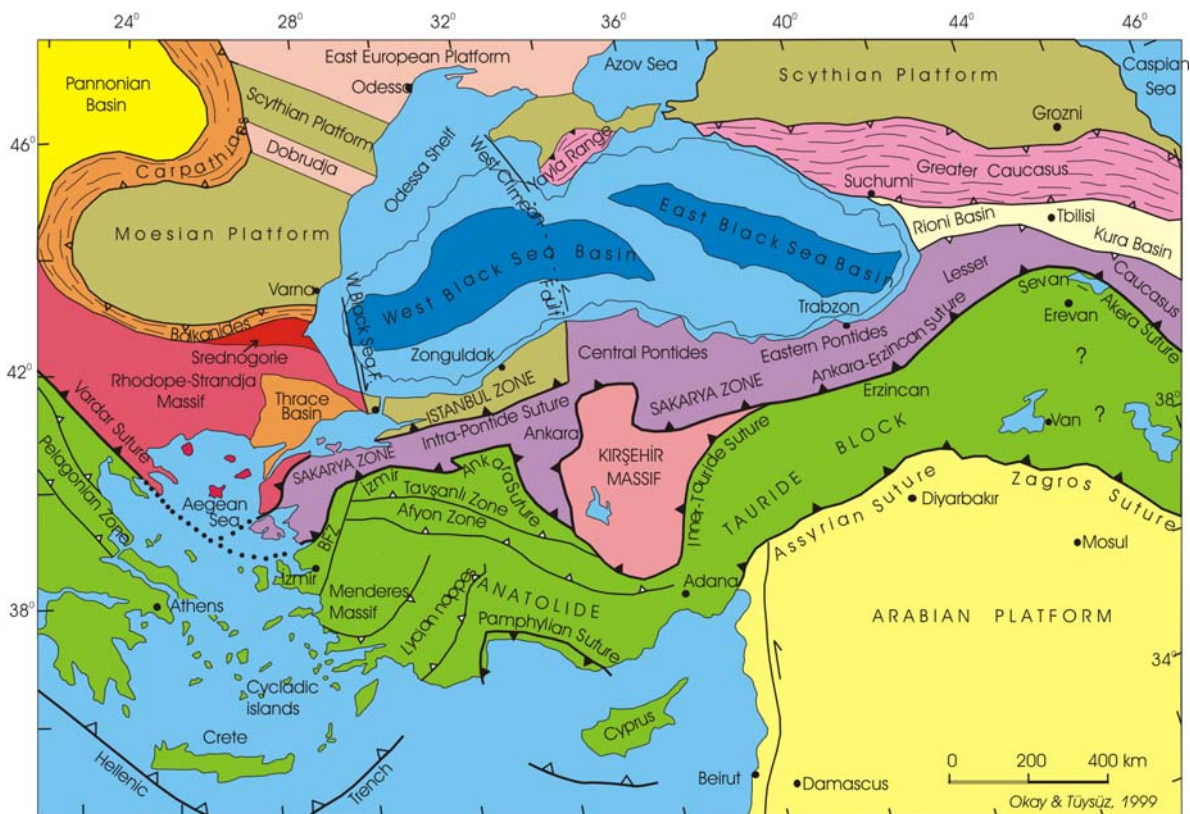 24° 28° 32° 36° 40° 44° 46°
East European Platform
Azov Sea
Scythian Platform
Caspian
Sea
Pannonian
Basin
Odessa
Grozni
46°
Scythian Platform
Dobrudja
Carpathians
Odessa Shelf
West Crimean Fault
Yayla Range
Greater Caucasus
Suchumi
Rioni Basin
Tbilisi
Kura Basin
Moesian Platform
East Black Sea Basin
West Black Sea Basin
Lesser
Caucasus
Varna
W.Black Sea F.
Trabzon
Sevan
Akera Suture
Erevan
Balkanides
Srednogorie
Zonguldak
Central Pontides
Eastern Pontides
Ankara-Erzincan Suture
42°
Rhodope-Strandja
Massif
Thrace
Basin
ISTANBUL ZONE
SAKARYA ZONE
Erzincan
?
38°
Vardar Suture
Intra-Pontide Suture
Ankara
Van
?
Pelagonian
Zone
SAKARYA ZONE
KIRŞEHİR
MASSIF
TAURIDE BLOCK
İzmir
Ankara Suture
Tavşanlı Zone
Inner-Tauride Suture
Aegean
Sea
Afyon Zone
Assyrian Suture
Diyarbakır
Zagros Suture
BFZ
Mosul
İzmir
Menderes
Massif
Lycian nappes
ANATOLIDE
Adana
38°
Athens
Pamphylian Suture
ARABIAN PLATFORM
34°
Cycladic
islands
Crete
Cyprus
Hellenic
Trench
Beirut
Damascus
0 200 400 km
Okay & Tüysüz, 1999